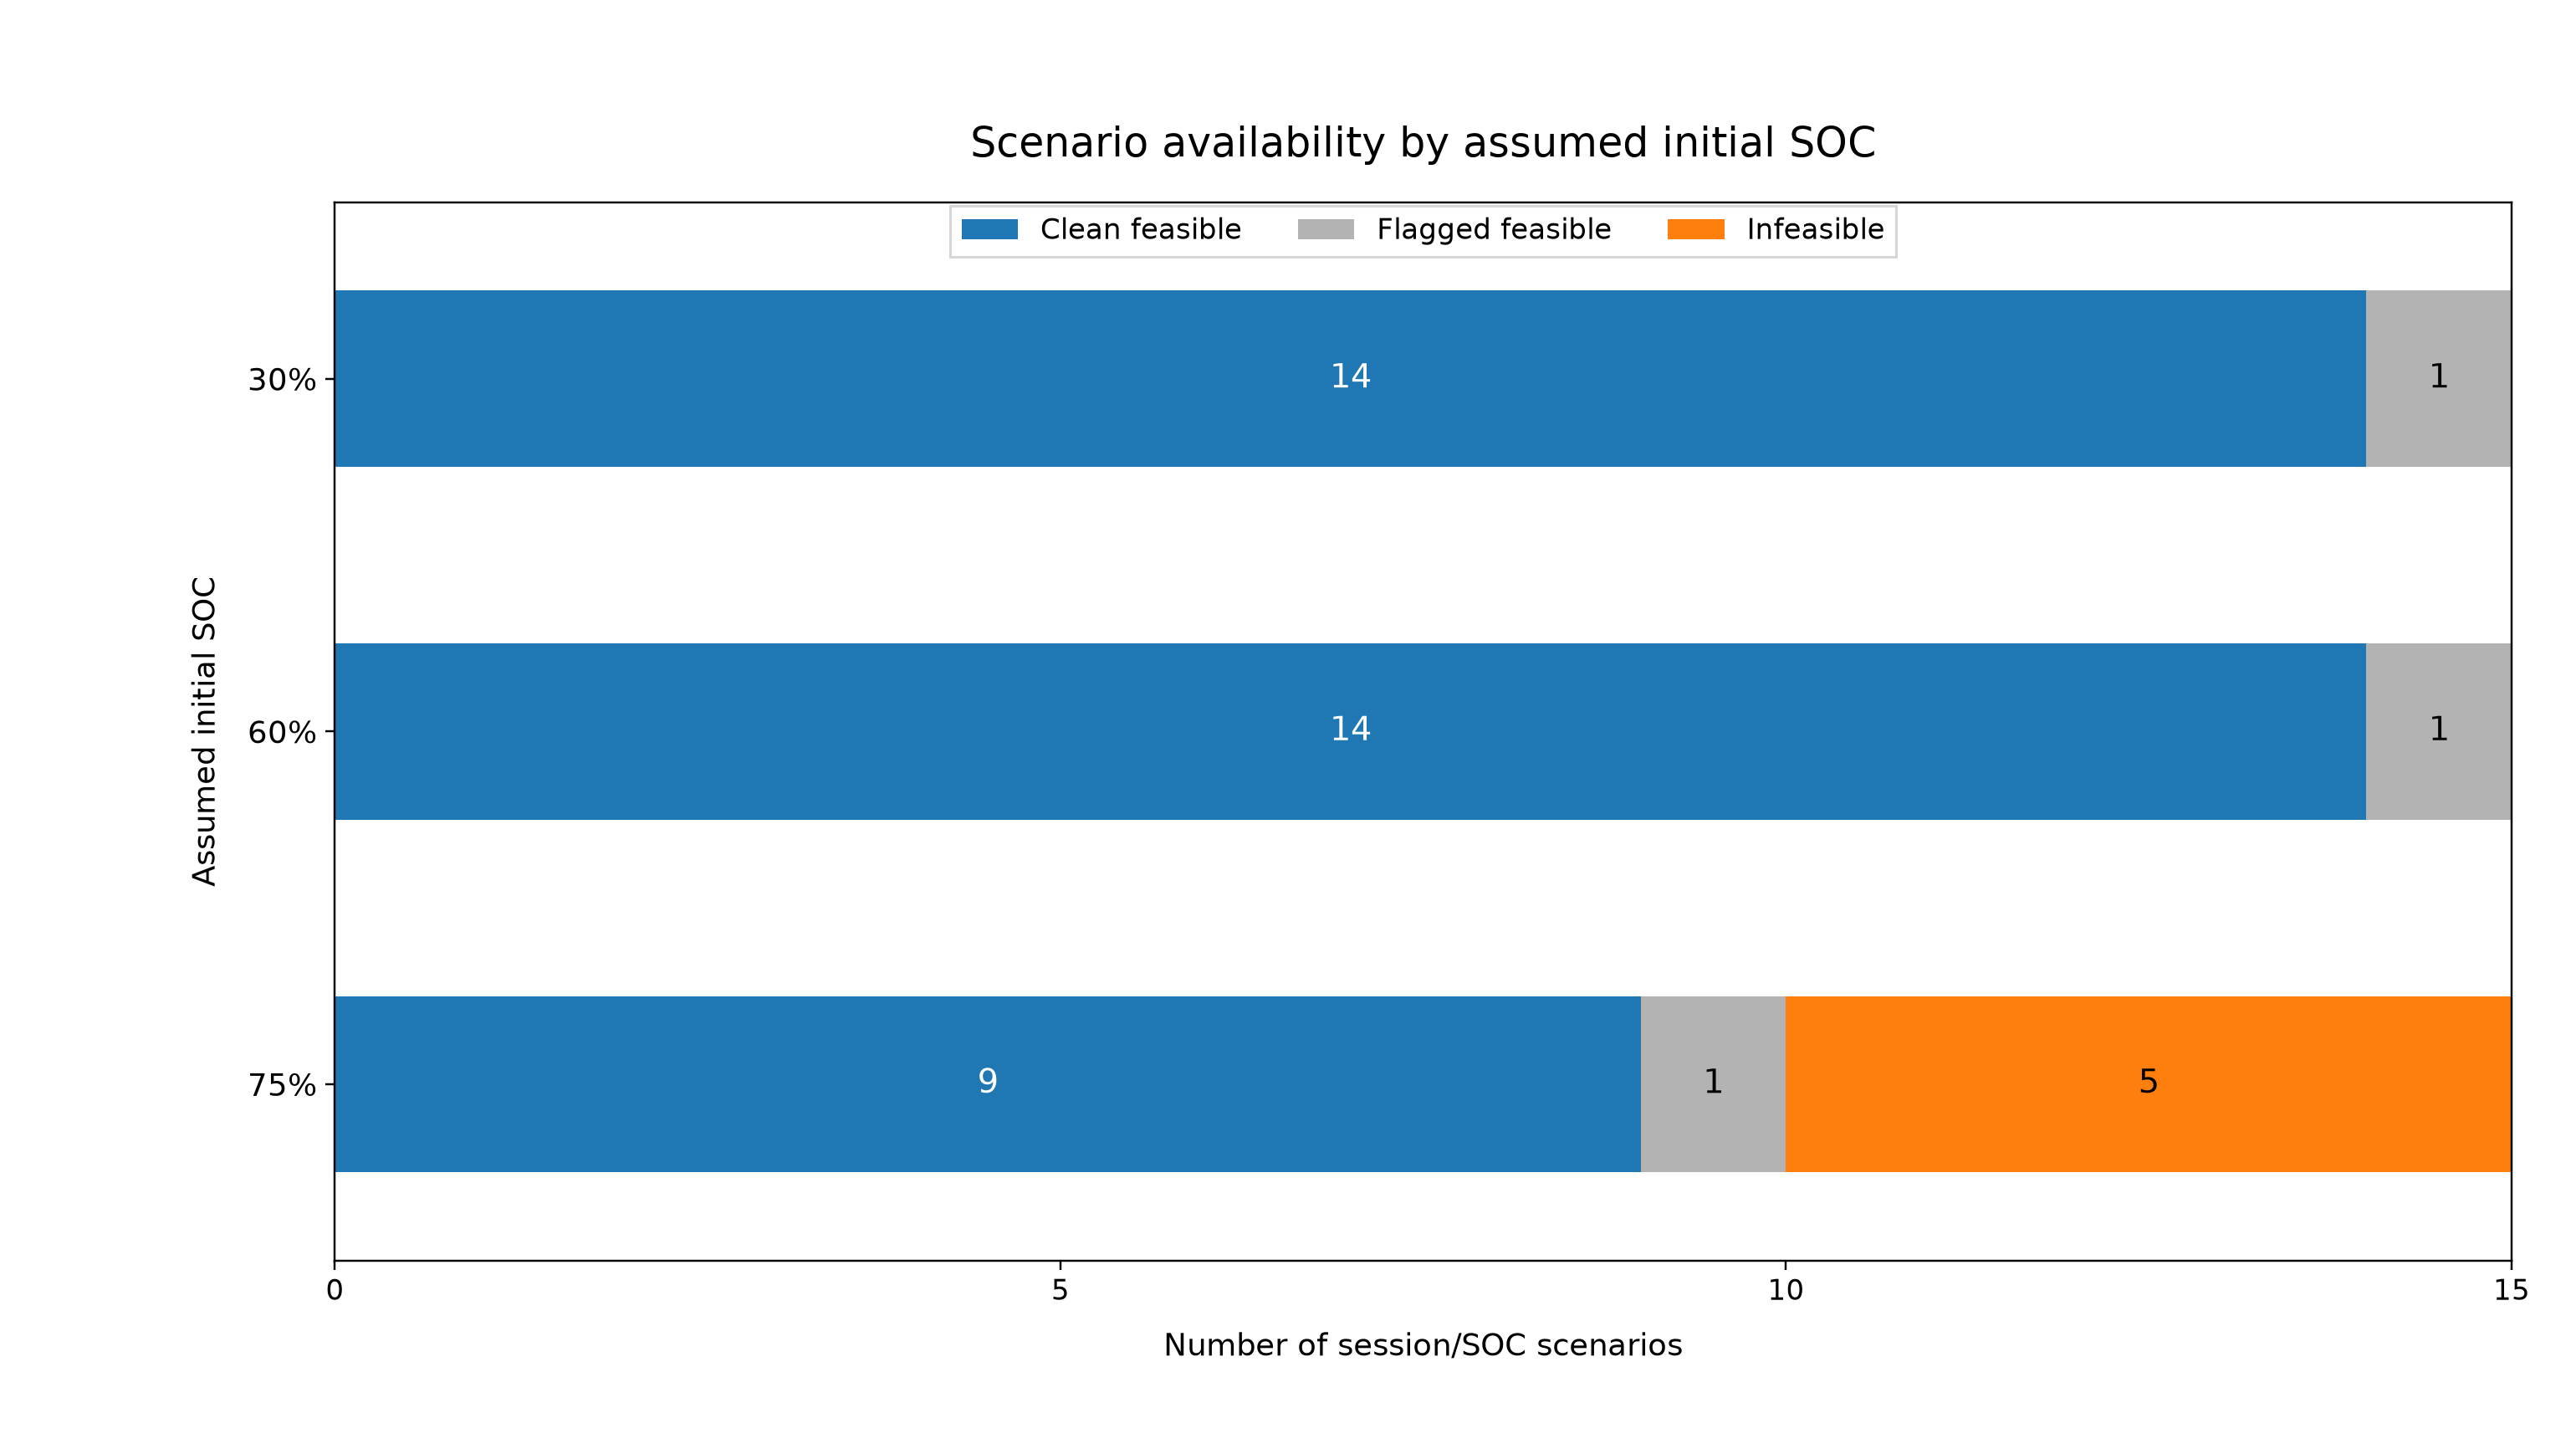 Scenario availability by assumed initial SOC
Clean feasible Flagged feasible Infeasible
30% 14 1
60% 14 1
75% 9 1 5
Assumed initial SOC
0 5 10 15
Number of session/SOC scenarios